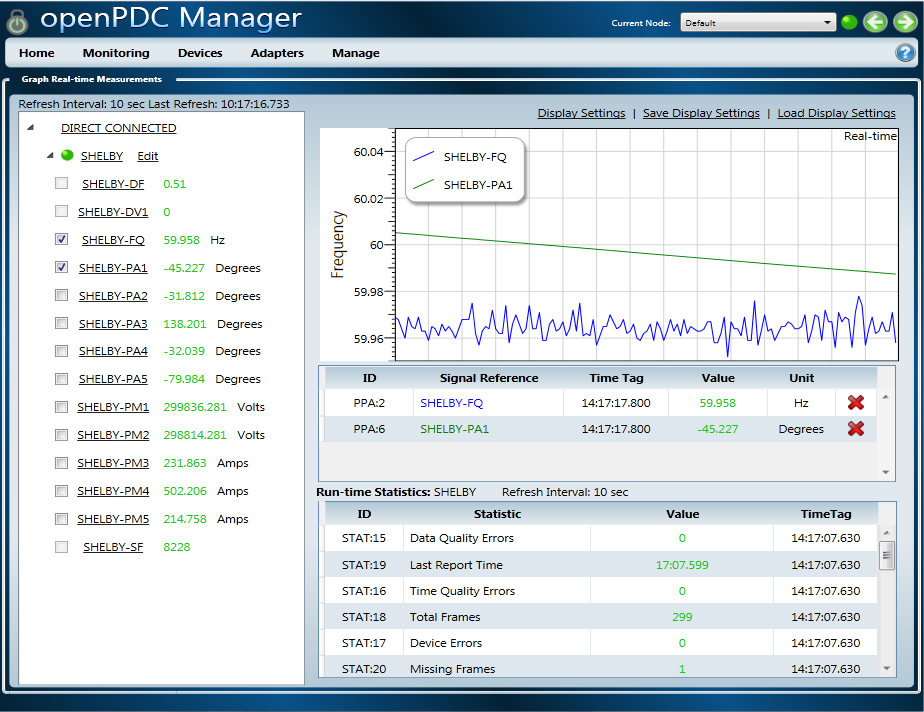 openPDC Manager
Current Node: Default
Home Monitoring Devices Adapters Manage
?
Graph Real-time Measurements
Refresh Interval: 10 sec Last Refresh: 10:17:16.733
DIRECT CONNECTED
SHELBY Edit
SHELBY-DF 0.51
SHELBY-DV1 0
SHELBY-FQ 59.958 Hz
SHELBY-PA1 -45.227 Degrees
SHELBY-PA2 -31.812 Degrees
SHELBY-PA3 138.201 Degrees
SHELBY-PA4 -32.039 Degrees
SHELBY-PA5 -79.984 Degrees
SHELBY-PM1 299836.281 Volts
SHELBY-PM2 298814.281 Volts
SHELBY-PM3 231.863 Amps
SHELBY-PM4 502.206 Amps
SHELBY-PM5 214.758 Amps
SHELBY-SF 8228
Display Settings | Save Display Settings | Load Display Settings
Real-time
SHELBY-FQ
SHELBY-PA1
Frequency
60.04
60.02
60
59.98
59.96
ID Signal Reference Time Tag Value Unit
PPA:2 SHELBY-FQ 14:17:17.800 59.958 Hz
PPA:6 SHELBY-PA1 14:17:17.800 -45.227 Degrees
Run-time Statistics: SHELBY Refresh Interval: 10 sec
ID Statistic Value TimeTag
STAT:15 Data Quality Errors 0 14:17:07.630
STAT:19 Last Report Time 17:07.599 14:17:07.630
STAT:16 Time Quality Errors 0 14:17:07.630
STAT:18 Total Frames 299 14:17:07.630
STAT:17 Device Errors 0 14:17:07.630
STAT:20 Missing Frames 1 14:17:07.630